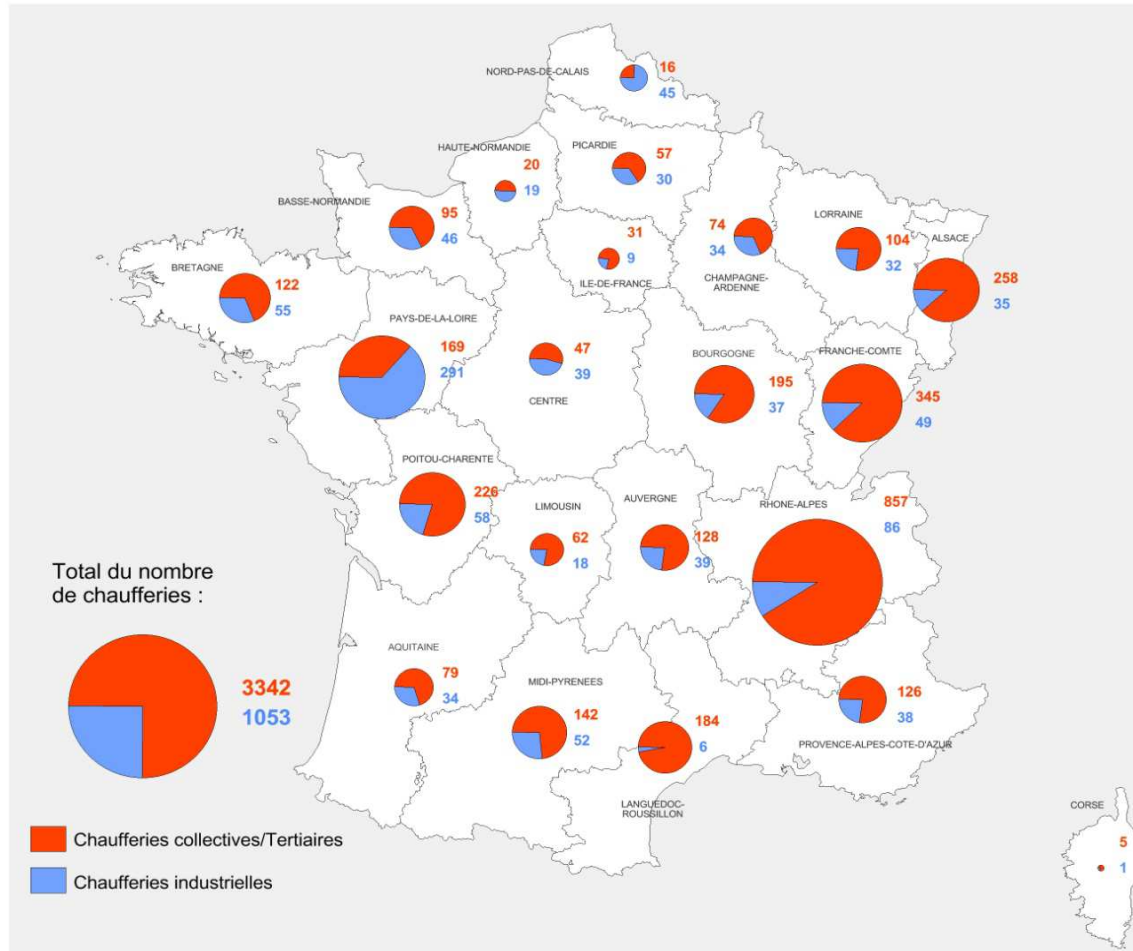 NORD-PAS-DE-CALAIS
16
45
HAUTE-NORMANDIE
20
19
PICARDIE
57
30
BASSE-NORMANDIE
95
46
31
9
ILE-DE-FRANCE
74
34
CHAMPAGNE-
ARDENNE
LORRAINE
104
32
ALSACE
258
35
BRETAGNE
122
55
PAYS-DE-LA-LOIRE
169
291
47
39
CENTRE
BOURGOGNE
195
37
FRANCHE-COMTE
345
49
POITOU-CHARENTE
226
58
LIMOUSIN
62
18
AUVERGNE
128
39
RHONE-ALPES
857
86
Total du nombre
de chaufferies :
3342
1053
AQUITAINE
79
34
MIDI-PYRENEES
142
52
184
6
LANGUEDOC-
ROUSSILLON
126
38
PROVENCE-ALPES-COTE-D'AZUR
CORSE
5
1
Chaufferies collectives/Tertiaires
Chaufferies industrielles